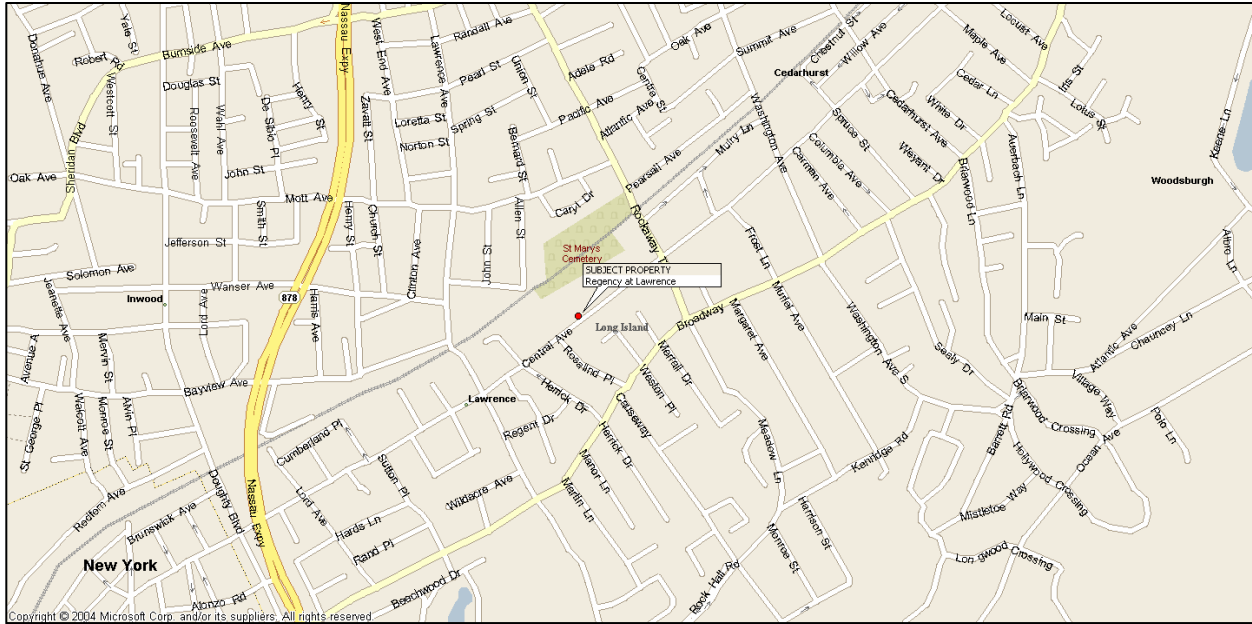 Donahue Ave
Yale St
Robert Rd
Burnside Ave
Nassau Expy
West End Ave
Lawrence Ave
Randall Ave
Oak Ave
Summit Ave
Chestnut St
Willow Ave
Maple Ave
Locust Ave
Iris St
Westcott St
Douglas St
Roosevelt Ave
Wahl Ave
De Sibio Pl
Henry St
Zavatt St
Pearl St
Union St
Adele Rd
Centra St
Cedarhurst
Cedar Ln
Lotus St
Keene Ln
Sheridan Blvd
Loretta St
Spring St
Norton St
Pacific Ave
Atlantic Ave
Washington Ave
Spruce St
Cedarhurst Ave
White Dr
Weyant Dr
Auerbach Ln
Briarwood Ln
Bernard St
Pearsall Ave
Mulry Ln
Columbia Ave
Carman Ave
Woodsburgh
Oak Ave
John St
Mott Ave
Caryl Dr
Allen St
Rockaway T
Smith St
Henry St
Church St
Jefferson St
Clinton Ave
John St
St Marys
Cemetery
Frost Ln
Albro Ln
SUBJECT PROPERTY
Regency at Lawrence
Solomon Ave
Wanser Ave
Inwood
878
Jeanette Ave
Lord Ave
Harris Ave
Long Island
Broadway
Margaret Ave
Muriel Ave
Washington Ave S
Main St
Atlantic Ave
Chauncey Ln
Avenue A
Mervin St
Central Ave
Roselind Pl
Merrall Dr
Sealy Dr
Bayview Ave
Village Way
St George Pl
Walcott Ave
Monroe St
Alvin Pl
Herrick Dr
Lawrence
Weston Pl
Causeway
Briarwood Crossing
Barrett Rd
Polo Ln
Cumberland Pl
Regent Dr
Herrick Dr
Meadow Ln
Kenridge Rd
Hollywood Crossing
Ocean Ave
Sutton Pl
Manor Ln
Doughty Blvd
Nassau Expy
Wildacre Ave
Martin Ln
Redfern Ave
Lord Ave
Brunswick Ave
Hards Ln
Rand Pl
Harrison St
Monroe St
Mistletoe Way
Longwood Crossing
New York
Beechwood Dr
Rock Hall Rd
Alonzo Rd
Copyright © 2004 Microsoft Corp. and/or its suppliers. All rights reserved.